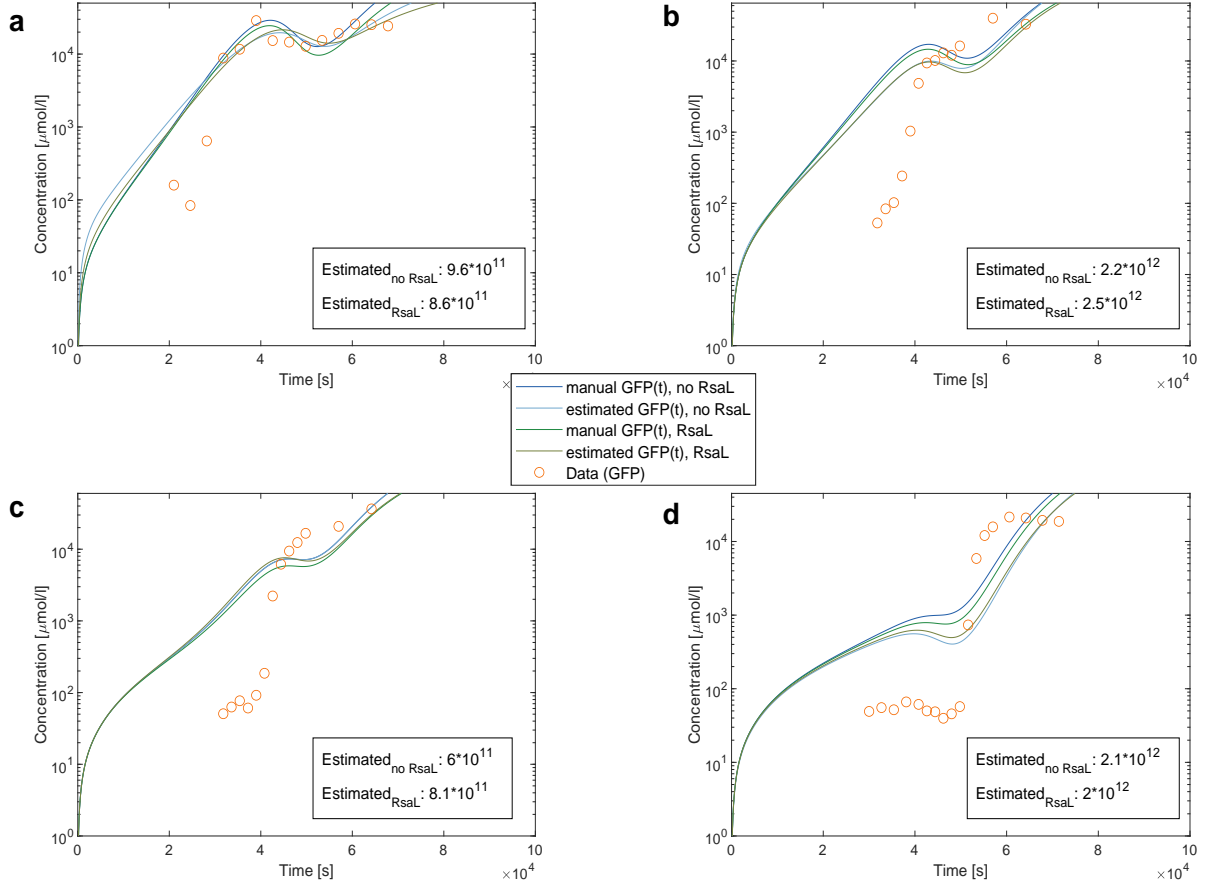 a
Concentration [μmol/l]
10^4
10^3
10^2
10^1
10^0
0 2 4 6 8 10
Time [s]
Estimated_no RsaL: 9.6*10^11
Estimated_RsaL: 8.6*10^11
b
Concentration [μmol/l]
10^4
10^3
10^2
10^1
10^0
0 2 4 6 8 10
Time [s]
×10^4
Estimated_no RsaL: 2.2*10^12
Estimated_RsaL: 2.5*10^12
manual GFP(t), no RsaL
estimated GFP(t), no RsaL
manual GFP(t), RsaL
estimated GFP(t), RsaL
Data (GFP)
c
Concentration [μmol/l]
10^4
10^3
10^2
10^1
10^0
0 2 4 6 8 10
Time [s]
×10^4
Estimated_no RsaL: 6*10^11
Estimated_RsaL: 8.1*10^11
d
Concentration [μmol/l]
10^4
10^3
10^2
10^1
10^0
0 2 4 6 8 10
Time [s]
×10^4
Estimated_no RsaL: 2.1*10^12
Estimated_RsaL: 2*10^12